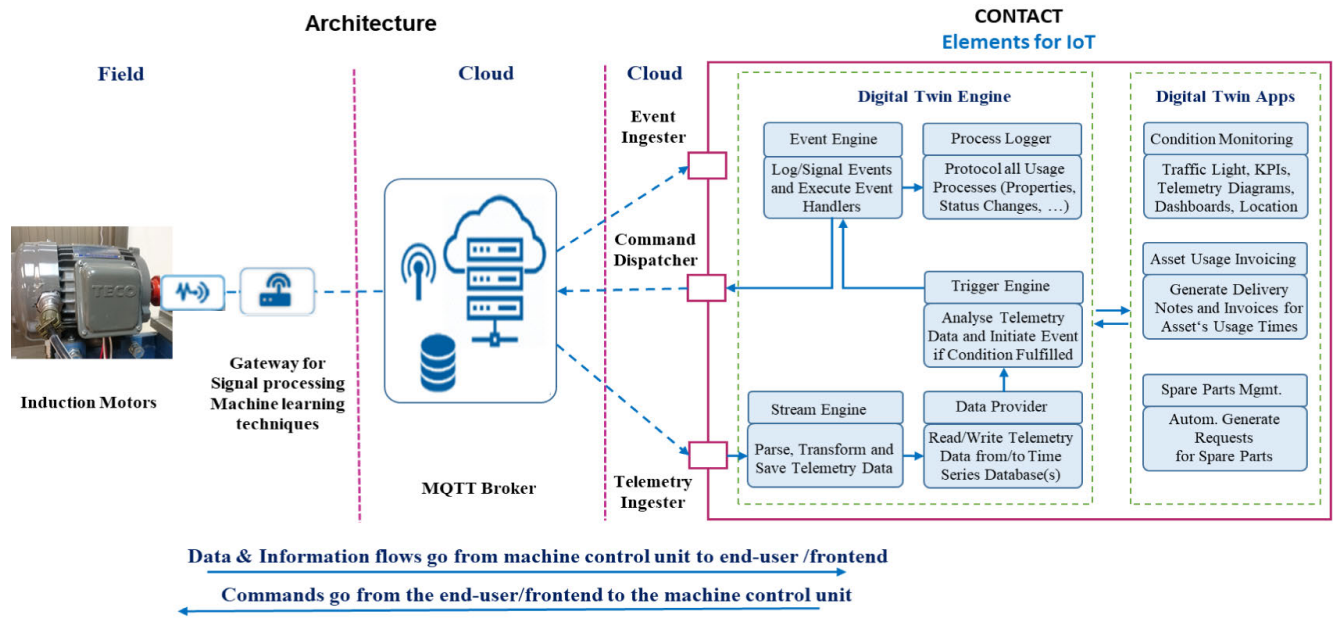 Architecture
CONTACT
Elements for IoT
Field
Cloud
Cloud
Event
Ingester
Command
Dispatcher
Telemetry
Ingester
TECO
Induction Motors
Gateway for
Signal processing
Machine learning
techniques
MQTT Broker
Digital Twin Engine
Event Engine
Log/Signal Events
and Execute Event
Handlers
Process Logger
Protocol all Usage
Processes (Properties,
Status Changes, …)
Trigger Engine
Analyse Telemetry
Data and Initiate Event
if Condition Fulfilled
Stream Engine
Parse, Transform and
Save Telemetry Data
Data Provider
Read/Write Telemetry
Data from/to Time
Series Database(s)
Digital Twin Apps
Condition Monitoring
Traffic Light, KPIs,
Telemetry Diagrams,
Dashboards, Location
Asset Usage Invoicing
Generate Delivery
Notes and Invoices for
Asset‘s Usage Times
Spare Parts Mgmt.
Autom. Generate
Requests
for Spare Parts
Data & Information flows go from machine control unit to end-user /frontend
Commands go from the end-user/frontend to the machine control unit